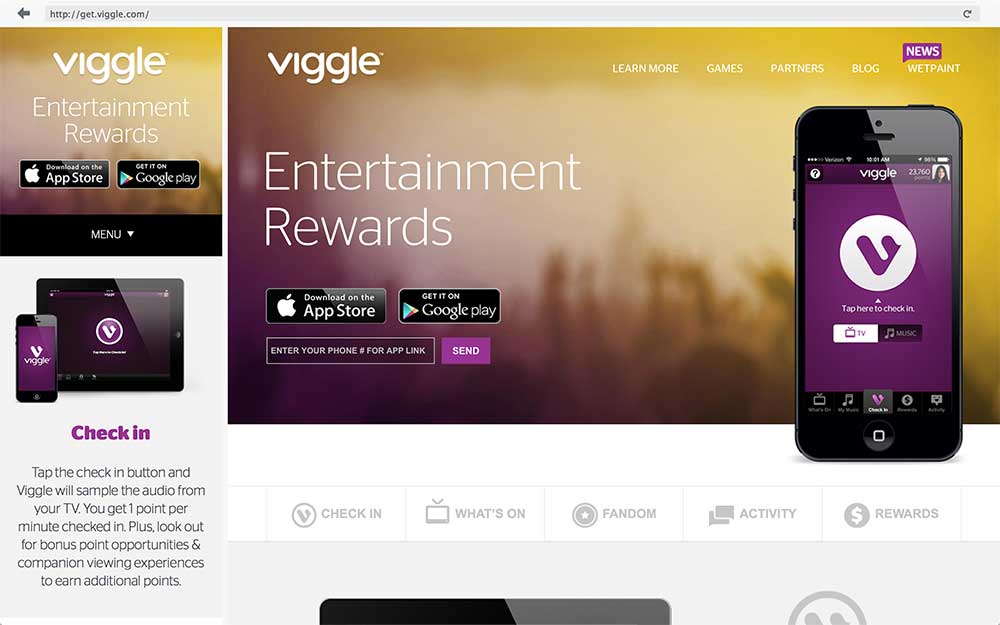 http://get.viggle.com/
viggle™
Entertainment
Rewards
Download on the
App Store
GET IT ON
Google play
MENU ▼
viggle
Tap Here to Check In!
viggle
Check in
Tap the check in button and
Viggle will sample the audio from
your TV. You get 1 point per
minute checked in. Plus, look out
for bonus point opportunities &
companion viewing experiences
to earn additional points.
viggle™
LEARN MORE
GAMES
PARTNERS
BLOG
NEWS
WETPAINT
Entertainment
Rewards
Download on the
App Store
GET IT ON
Google play
ENTER YOUR PHONE # FOR APP LINK
SEND
Verizon 10:01 AM 96%
? viggle 23,760
points
Tap here to check in.
TV MUSIC
What's On My Music Check In Rewards Activity
CHECK IN
WHAT'S ON
FANDOM
ACTIVITY
$ REWARDS